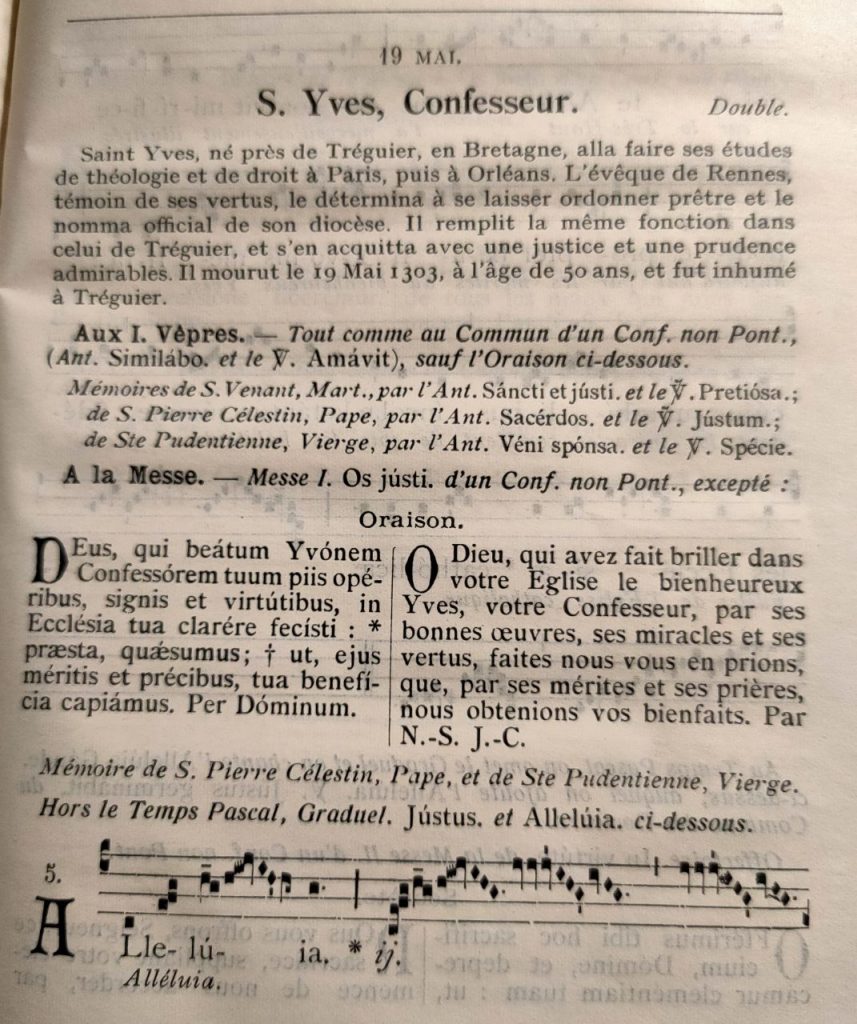 19 MAI.
S. Yves, Confesseur. Double.
Saint Yves, né près de Tréguier, en Bretagne, alla faire ses études
de théologie et de droit à Paris, puis à Orléans. L'évêque de Rennes,
témoin de ses vertus, le détermina à se laisser ordonner prêtre et le
nomma official de son diocèse. Il remplit la même fonction dans
celui de Tréguier, et s'en acquitta avec une justice et une prudence
admirables. Il mourut le 19 Mai 1303, à l'âge de 50 ans, et fut inhumé
à Tréguier.
Aux I. Vêpres. — Tout comme au Commun d'un Conf. non Pont.,
(Ant. Similábo. et le ℣. Amávit), sauf l'Oraison ci-dessous.
Mémoires de S. Venant, Mart., par l'Ant. Sáncti et jústi. et le ℣. Pretiósa.;
de S. Pierre Célestin, Pape, par l'Ant. Sacérdos. et le ℣. Jústum.;
de Ste Pudentienne, Vierge, par l'Ant. Véni spónsa. et le ℣. Spécie.
A la Messe. — Messe I. Os jústi. d'un Conf. non Pont., excepté :
Oraison.
DEus, qui beátum Yvónem
Confessórem tuum piis opé-
ribus, signis et virtútibus, in
Ecclésia tua clarére fecísti : *
præsta, quǽsumus; † ut, ejus
méritis et précibus, tua benefí-
cia capiámus. Per Dóminum.
O Dieu, qui avez fait briller dans
votre Eglise le bienheureux
Yves, votre Confesseur, par ses
bonnes œuvres, ses miracles et ses
vertus, faites nous vous en prions,
que, par ses mérites et ses prières,
nous obtenions vos bienfaits. Par
N.-S. J.-C.
Mémoire de S. Pierre Célestin, Pape, et de Ste Pudentienne, Vierge.
Hors le Temps Pascal, Graduel. Jústus. et Allelúia. ci-dessous.
5.
ALle- lú- ia. * ij.
Alléluia.